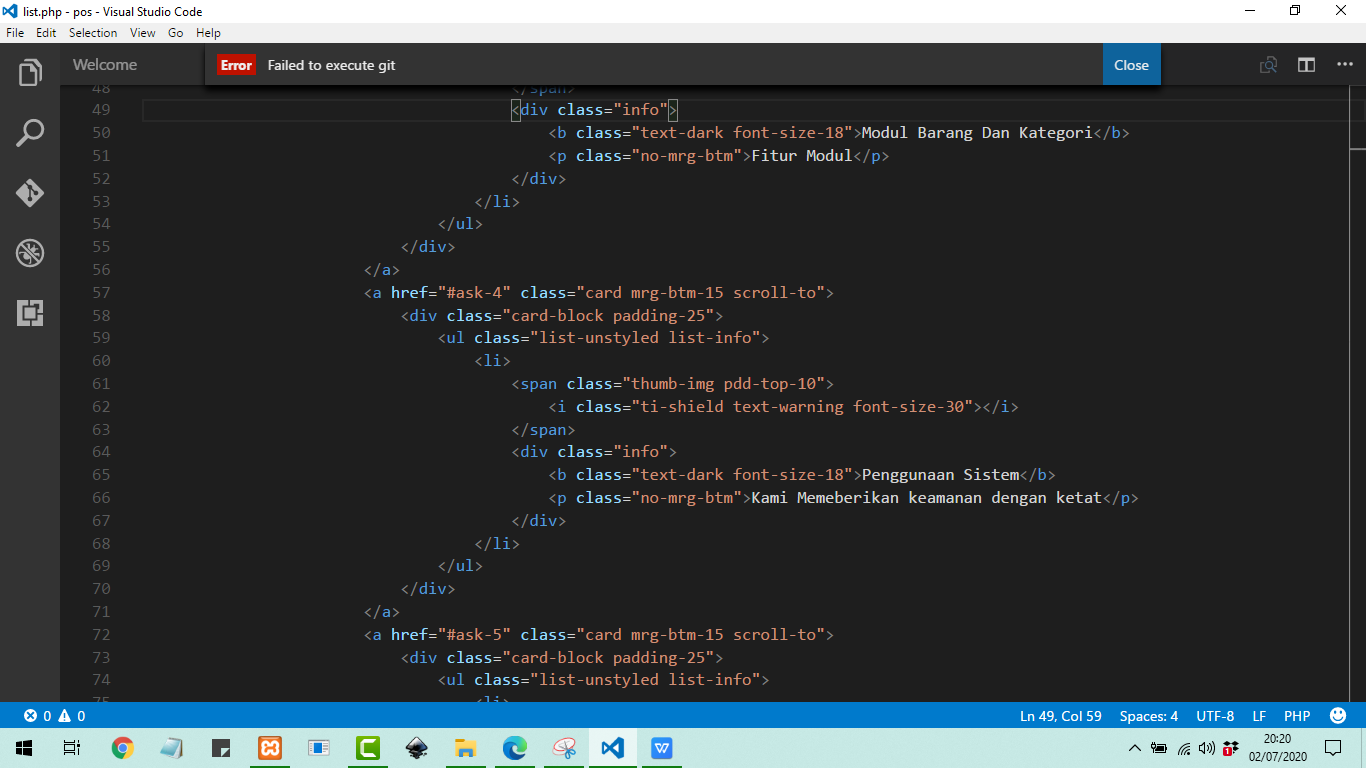 list.php - pos - Visual Studio Code
File Edit Selection View Go Help
Welcome
Error Failed to execute git Close
48 </span>
49 <div class="info">
50 <b class="text-dark font-size-18">Modul Barang Dan Kategori</b>
51 <p class="no-mrg-btm">Fitur Modul</p>
52 </div>
53 </li>
54 </ul>
55 </div>
56 </a>
57 <a href="#ask-4" class="card mrg-btm-15 scroll-to">
58 <div class="card-block padding-25">
59 <ul class="list-unstyled list-info">
60 <li>
61 <span class="thumb-img pdd-top-10">
62 <i class="ti-shield text-warning font-size-30"></i>
63 </span>
64 <div class="info">
65 <b class="text-dark font-size-18">Penggunaan Sistem</b>
66 <p class="no-mrg-btm">Kami Memeberikan keamanan dengan ketat</p>
67 </div>
68 </li>
69 </ul>
70 </div>
71 </a>
72 <a href="#ask-5" class="card mrg-btm-15 scroll-to">
73 <div class="card-block padding-25">
74 <ul class="list-unstyled list-info">
75 <li>
0 0 Ln 49, Col 59 Spaces: 4 UTF-8 LF PHP
20:20
02/07/2020